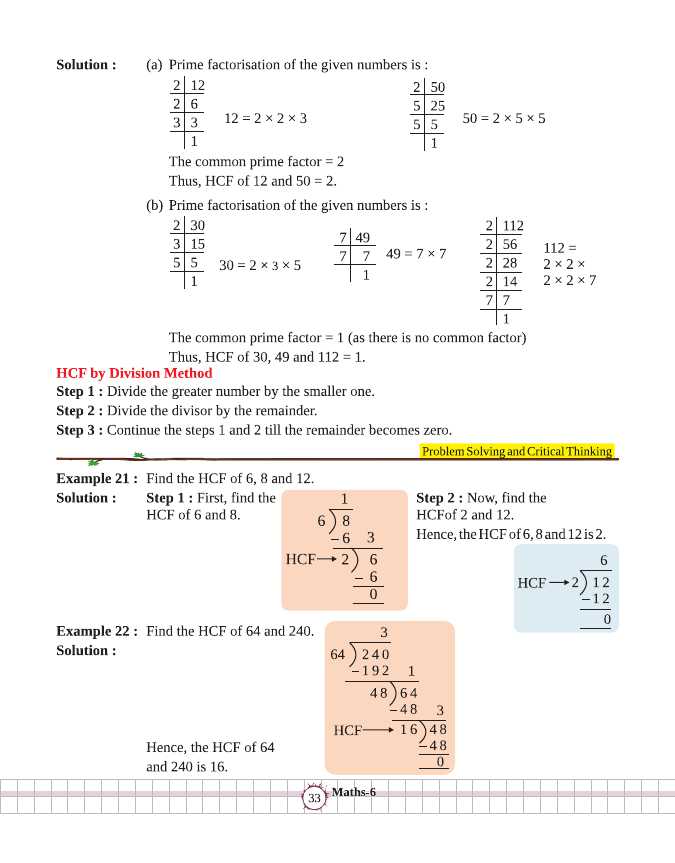 Solution : (a) Prime factorisation of the given numbers is :
2 12
2 6
3 3
1
12 = 2 × 2 × 3
2 50
5 25
5 5
1
50 = 2 × 5 × 5
The common prime factor = 2
Thus, HCF of 12 and 50 = 2.
(b) Prime factorisation of the given numbers is :
2 30
3 15
5 5
1
30 = 2 × 3 × 5
7 49
7 7
1
49 = 7 × 7
2 112
2 56
2 28
2 14
7 7
1
112 =
2 × 2 ×
2 × 2 × 7
The common prime factor = 1 (as there is no common factor)
Thus, HCF of 30, 49 and 112 = 1.
HCF by Division Method
Step 1 : Divide the greater number by the smaller one.
Step 2 : Divide the divisor by the remainder.
Step 3 : Continue the steps 1 and 2 till the remainder becomes zero.
Problem Solving and Critical Thinking
Example 21 : Find the HCF of 6, 8 and 12.
Solution : Step 1 : First, find the
HCF of 6 and 8.
1
6 ) 8
– 6 3
HCF → 2 ) 6
– 6
0
Step 2 : Now, find the
HCFof 2 and 12.
Hence, the HCF of 6, 8 and 12 is 2.
6
HCF → 2 ) 12
– 12
0
Example 22 : Find the HCF of 64 and 240.
Solution :
3
64 ) 240
– 192 1
48 ) 64
– 48 3
HCF → 16 ) 48
– 48
0
Hence, the HCF of 64
and 240 is 16.
33 Maths-6